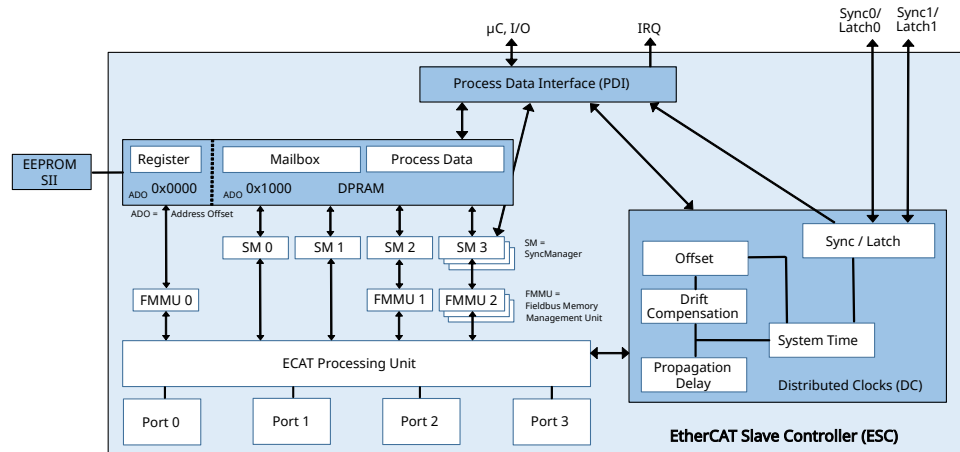 Sync0/
Latch0
Sync1/
Latch1
µC, I/O
IRQ
Process Data Interface (PDI)
EEPROM
SII
Register
Mailbox
Process Data
ADO 0x0000
ADO 0x1000
DPRAM
ADO = Address Offset
SM 0
SM 1
SM 2
SM 3
SM =
SyncManager
FMMU 0
FMMU 1
FMMU 2
FMMU =
Fieldbus Memory
Management Unit
Sync / Latch
Offset
Drift
Compensation
System Time
Propagation
Delay
Distributed Clocks (DC)
ECAT Processing Unit
Port 0
Port 1
Port 2
Port 3
EtherCAT Slave Controller (ESC)